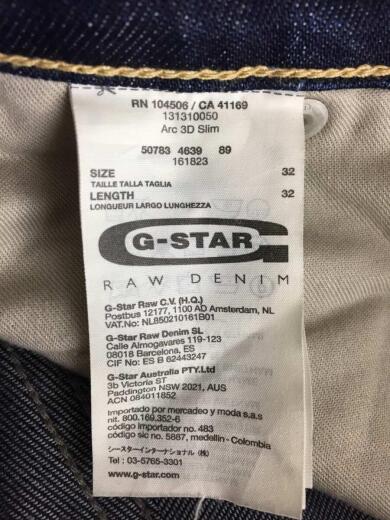 RN 104506 / CA 41169
131310050
Arc 3D Slim
50783 4639 89
161823
SIZE 32
TAILLE TALLA TAGLIA
LENGTH 32
LONGUEUR LARGO LUNGHEZZA
G-STAR
RAW DENIM
G-Star Raw C.V. (H.Q.)
Postbus 12177, 1100 AD Amsterdam, NL
VAT.No: NL850210161B01
G-Star Raw Denim SL
Calle Almogavares 119-123
08018 Barcelona, ES
CIF No: ES B 62443247
G-Star Australia PTY.Ltd
3b Victoria ST
Paddington NSW 2021, AUS
ACN 084011852
Importado por mercadeo y moda s.a.s
nit. 800.169.352-6
código importador no. 483
código sic no. 5887, medellin - Colombia
シースターインターナショナル (株)
Tel : 03-5765-3301
www.g-star.com